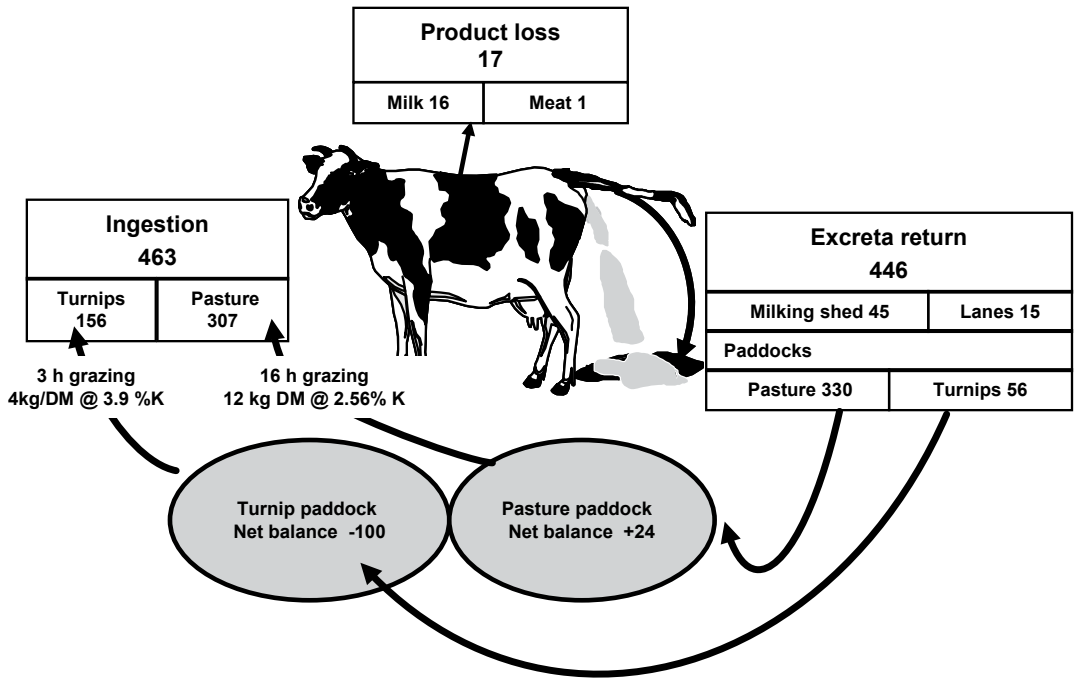 Product loss
17
Milk 16
Meat 1
Ingestion
463
Turnips
156
Pasture
307
3 h grazing
4kg/DM @ 3.9 %K
16 h grazing
12 kg DM @ 2.56% K
Excreta return
446
Milking shed 45
Lanes 15
Paddocks
Pasture 330
Turnips 56
Turnip paddock
Net balance -100
Pasture paddock
Net balance +24